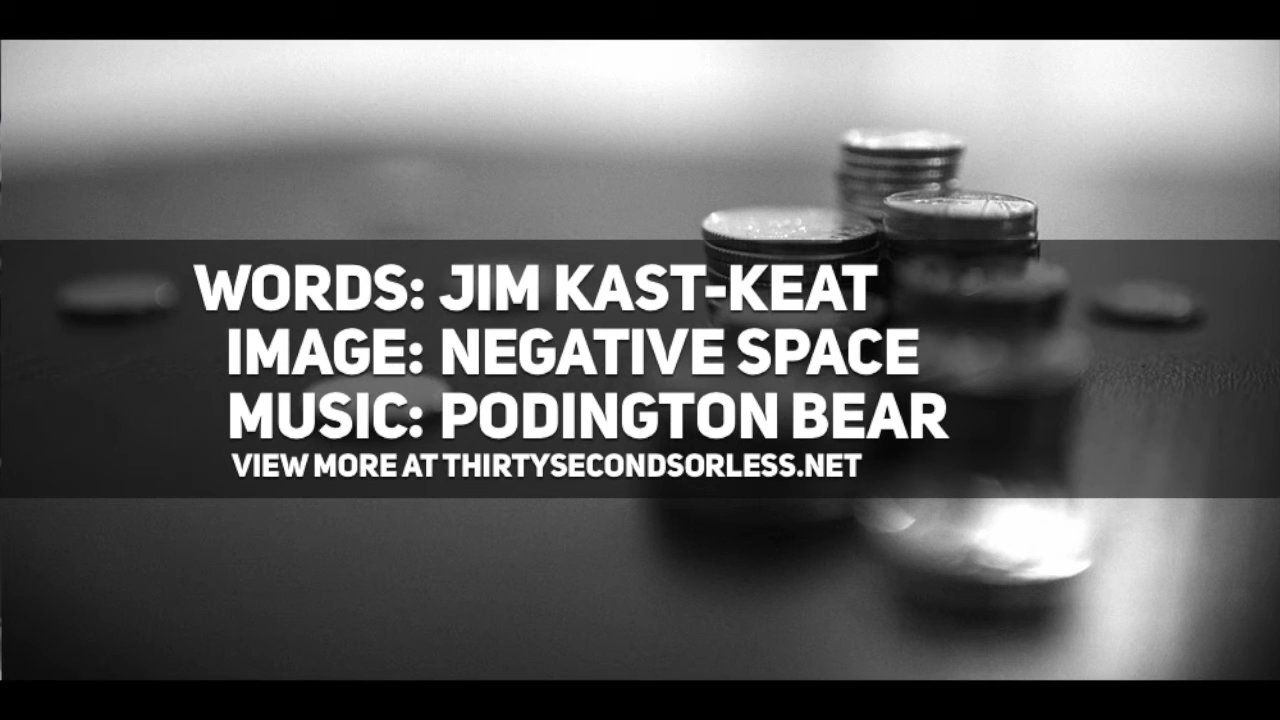 WORDS: JIM KAST-KEAT
IMAGE: NEGATIVE SPACE
MUSIC: PODINGTON BEAR
VIEW MORE AT THIRTYSECONDSORLESS.NET